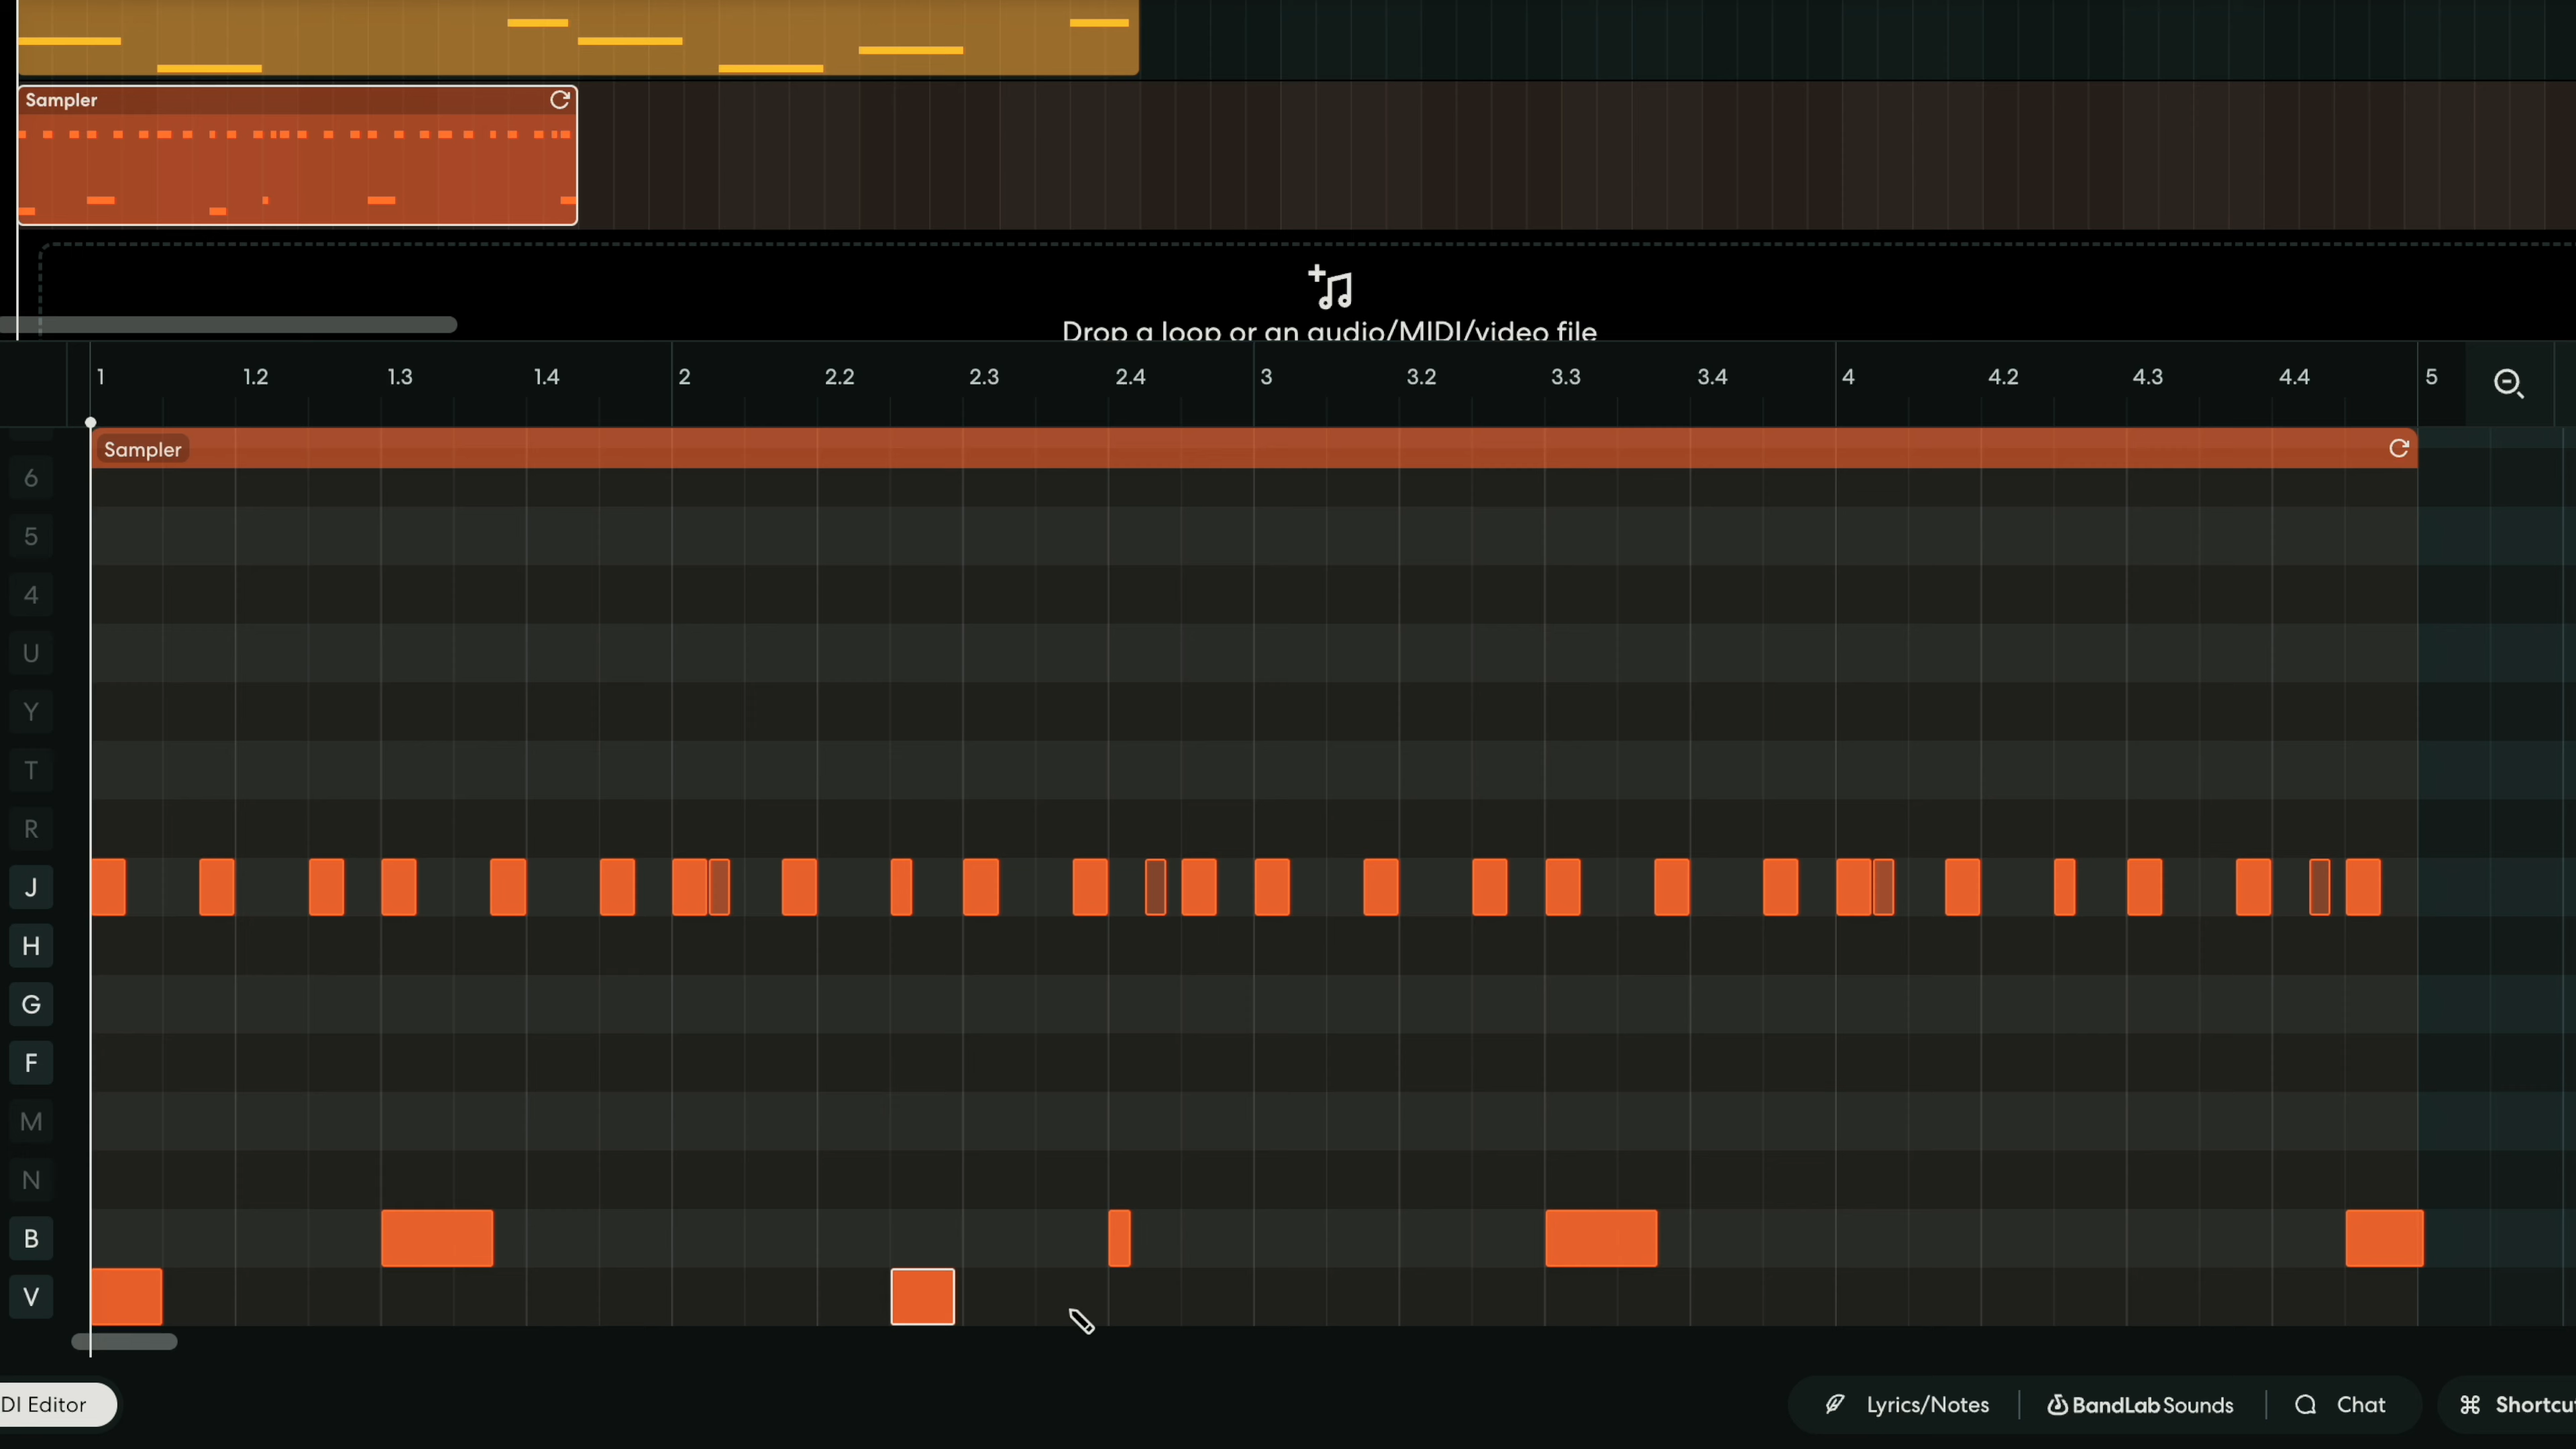 Sampler
Drop a loop or an audio/MIDI/video file
1 1.2 1.3 1.4 2 2.2 2.3 2.4 3 3.2 3.3 3.4 4 4.2 4.3 4.4 5
Sampler
6
5
4
U
Y
T
R
J
H
G
F
M
N
B
V
DI Editor
Lyrics/Notes
BandLab Sounds
Chat
Shortcu